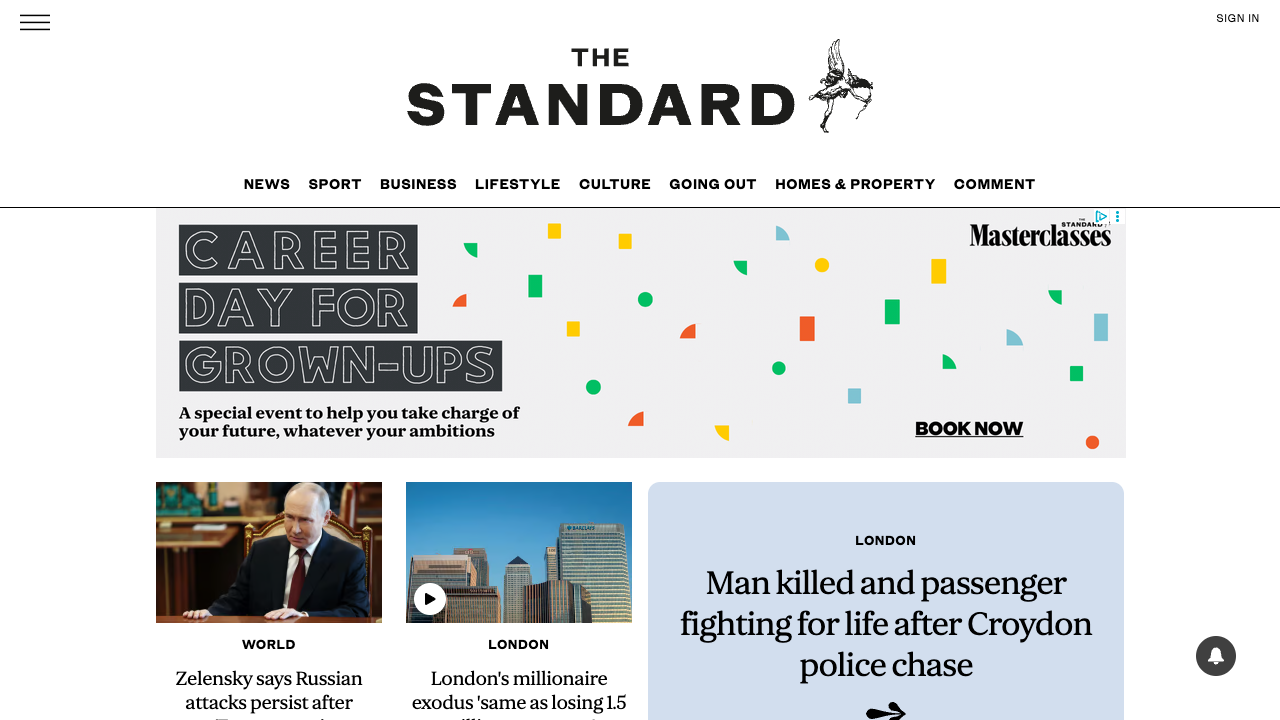 SIGN IN
THE
STANDARD
NEWS SPORT BUSINESS LIFESTYLE CULTURE GOING OUT HOMES & PROPERTY COMMENT
CAREER
DAY FOR
GROWN-UPS
A special event to help you take charge of
your future, whatever your ambitions
THE
STANDARD
Masterclasses
BOOK NOW
BARCLAYS
WORLD
Zelensky says Russian
attacks persist after
LONDON
London's millionaire
exodus 'same as losing 1.5
LONDON
Man killed and passenger
fighting for life after Croydon
police chase